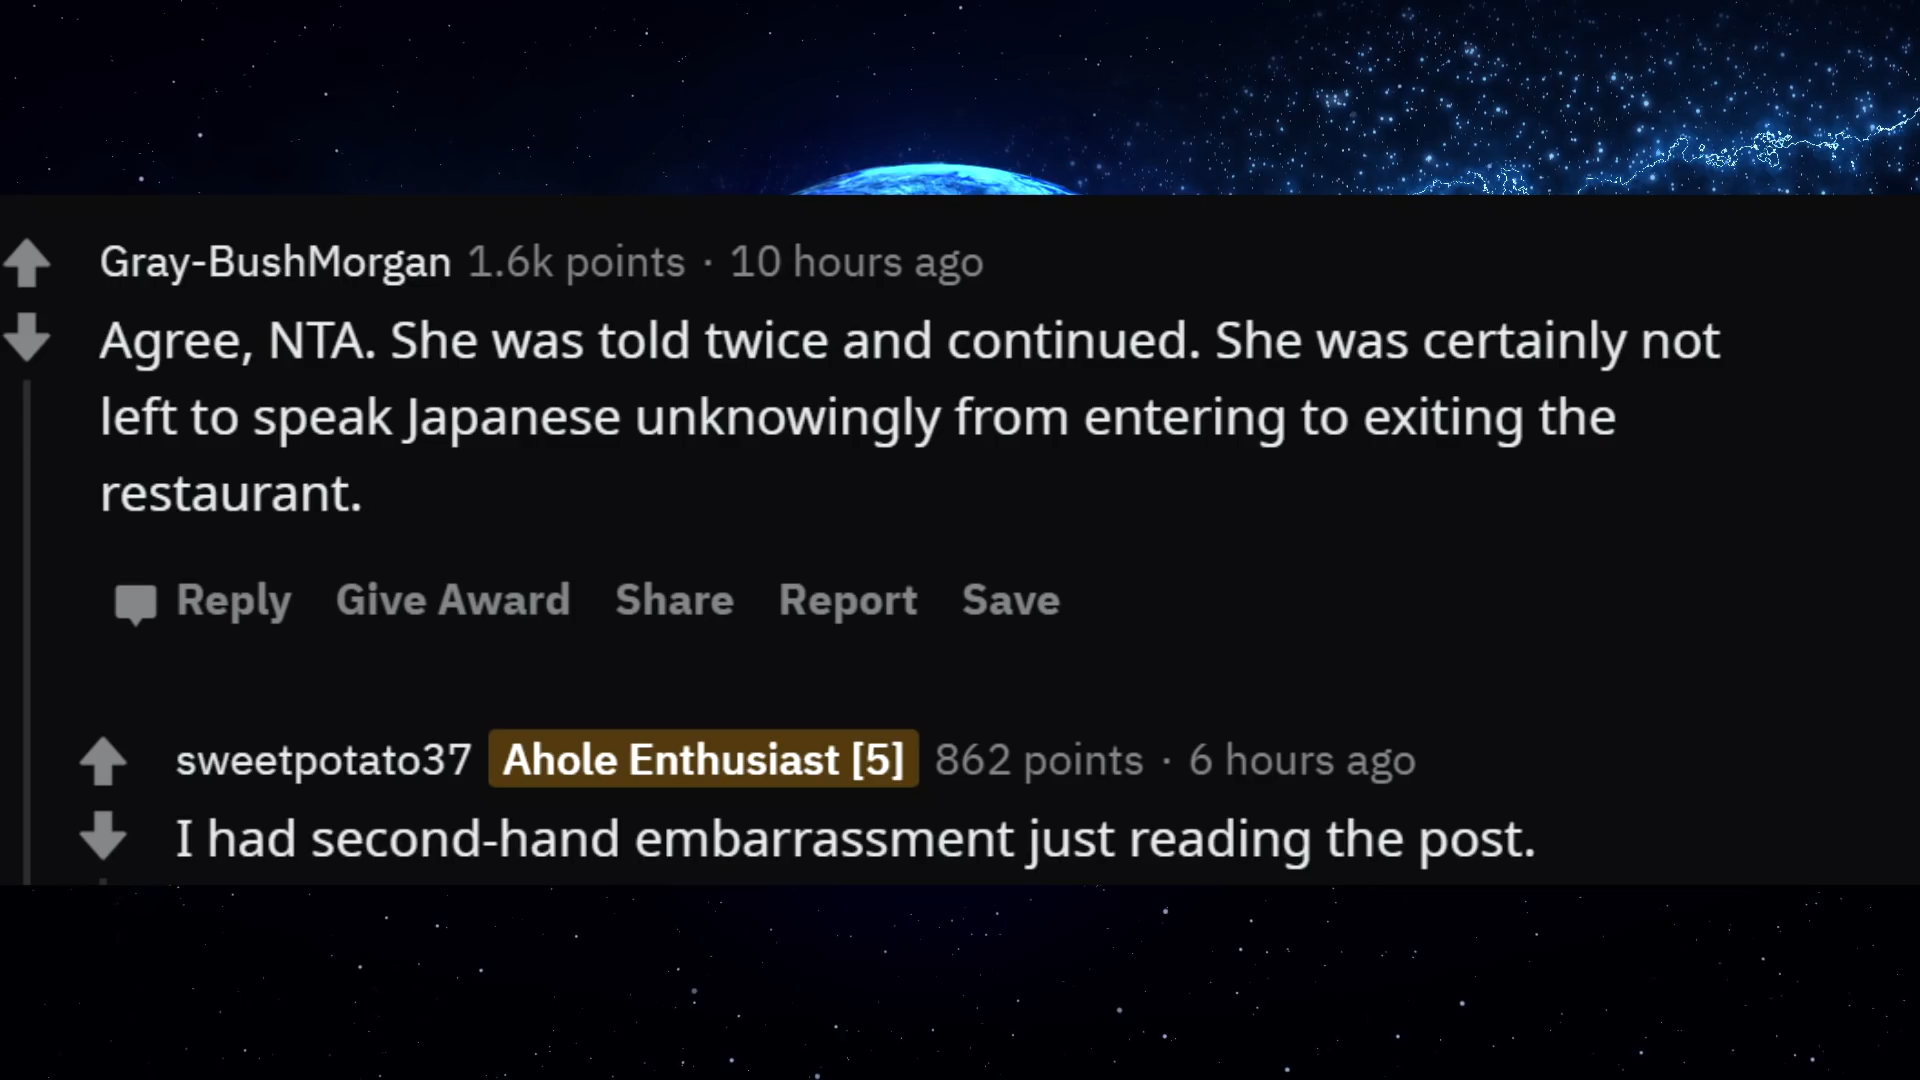 Gray-BushMorgan 1.6k points · 10 hours ago
Agree, NTA. She was told twice and continued. She was certainly not
left to speak Japanese unknowingly from entering to exiting the
restaurant.
Reply Give Award Share Report Save
sweetpotato37 Ahole Enthusiast [5] 862 points · 6 hours ago
I had second-hand embarrassment just reading the post.